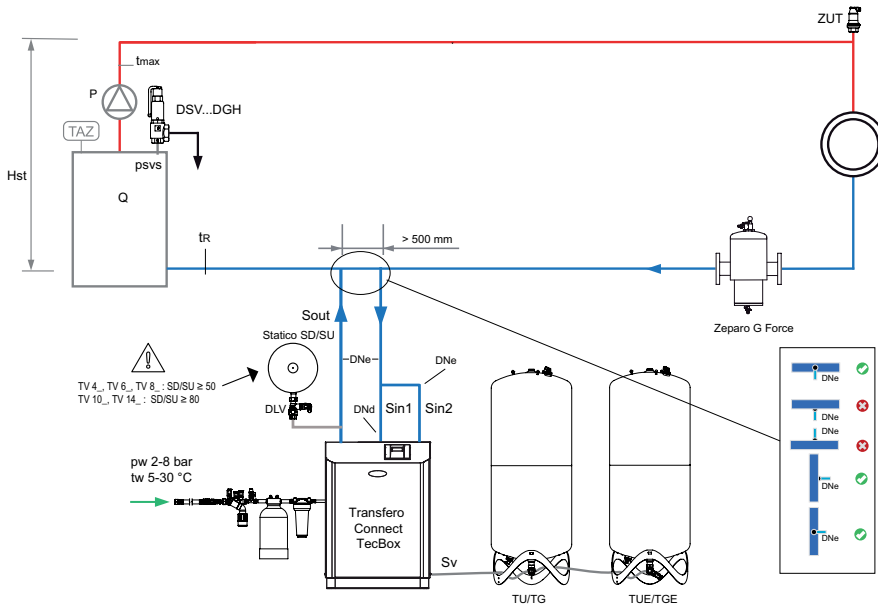 ZUT
tmax
P
DSV...DGH
TAZ
psvs
Hst
Q
tR
> 500 mm
Zeparo G Force
Sout
Statico SD/SU
DNe
DNe
TV 4_, TV 6_, TV 8_ : SD/SU ≥ 50
TV 10_, TV 14_ : SD/SU ≥ 80
DLV
DNd
Sin1
Sin2
pw 2-8 bar
tw 5-30 °C
Transfero
Connect
TecBox
Sv
TU/TG
TUE/TGE
DNe
DNe
DNe
DNe
DNe